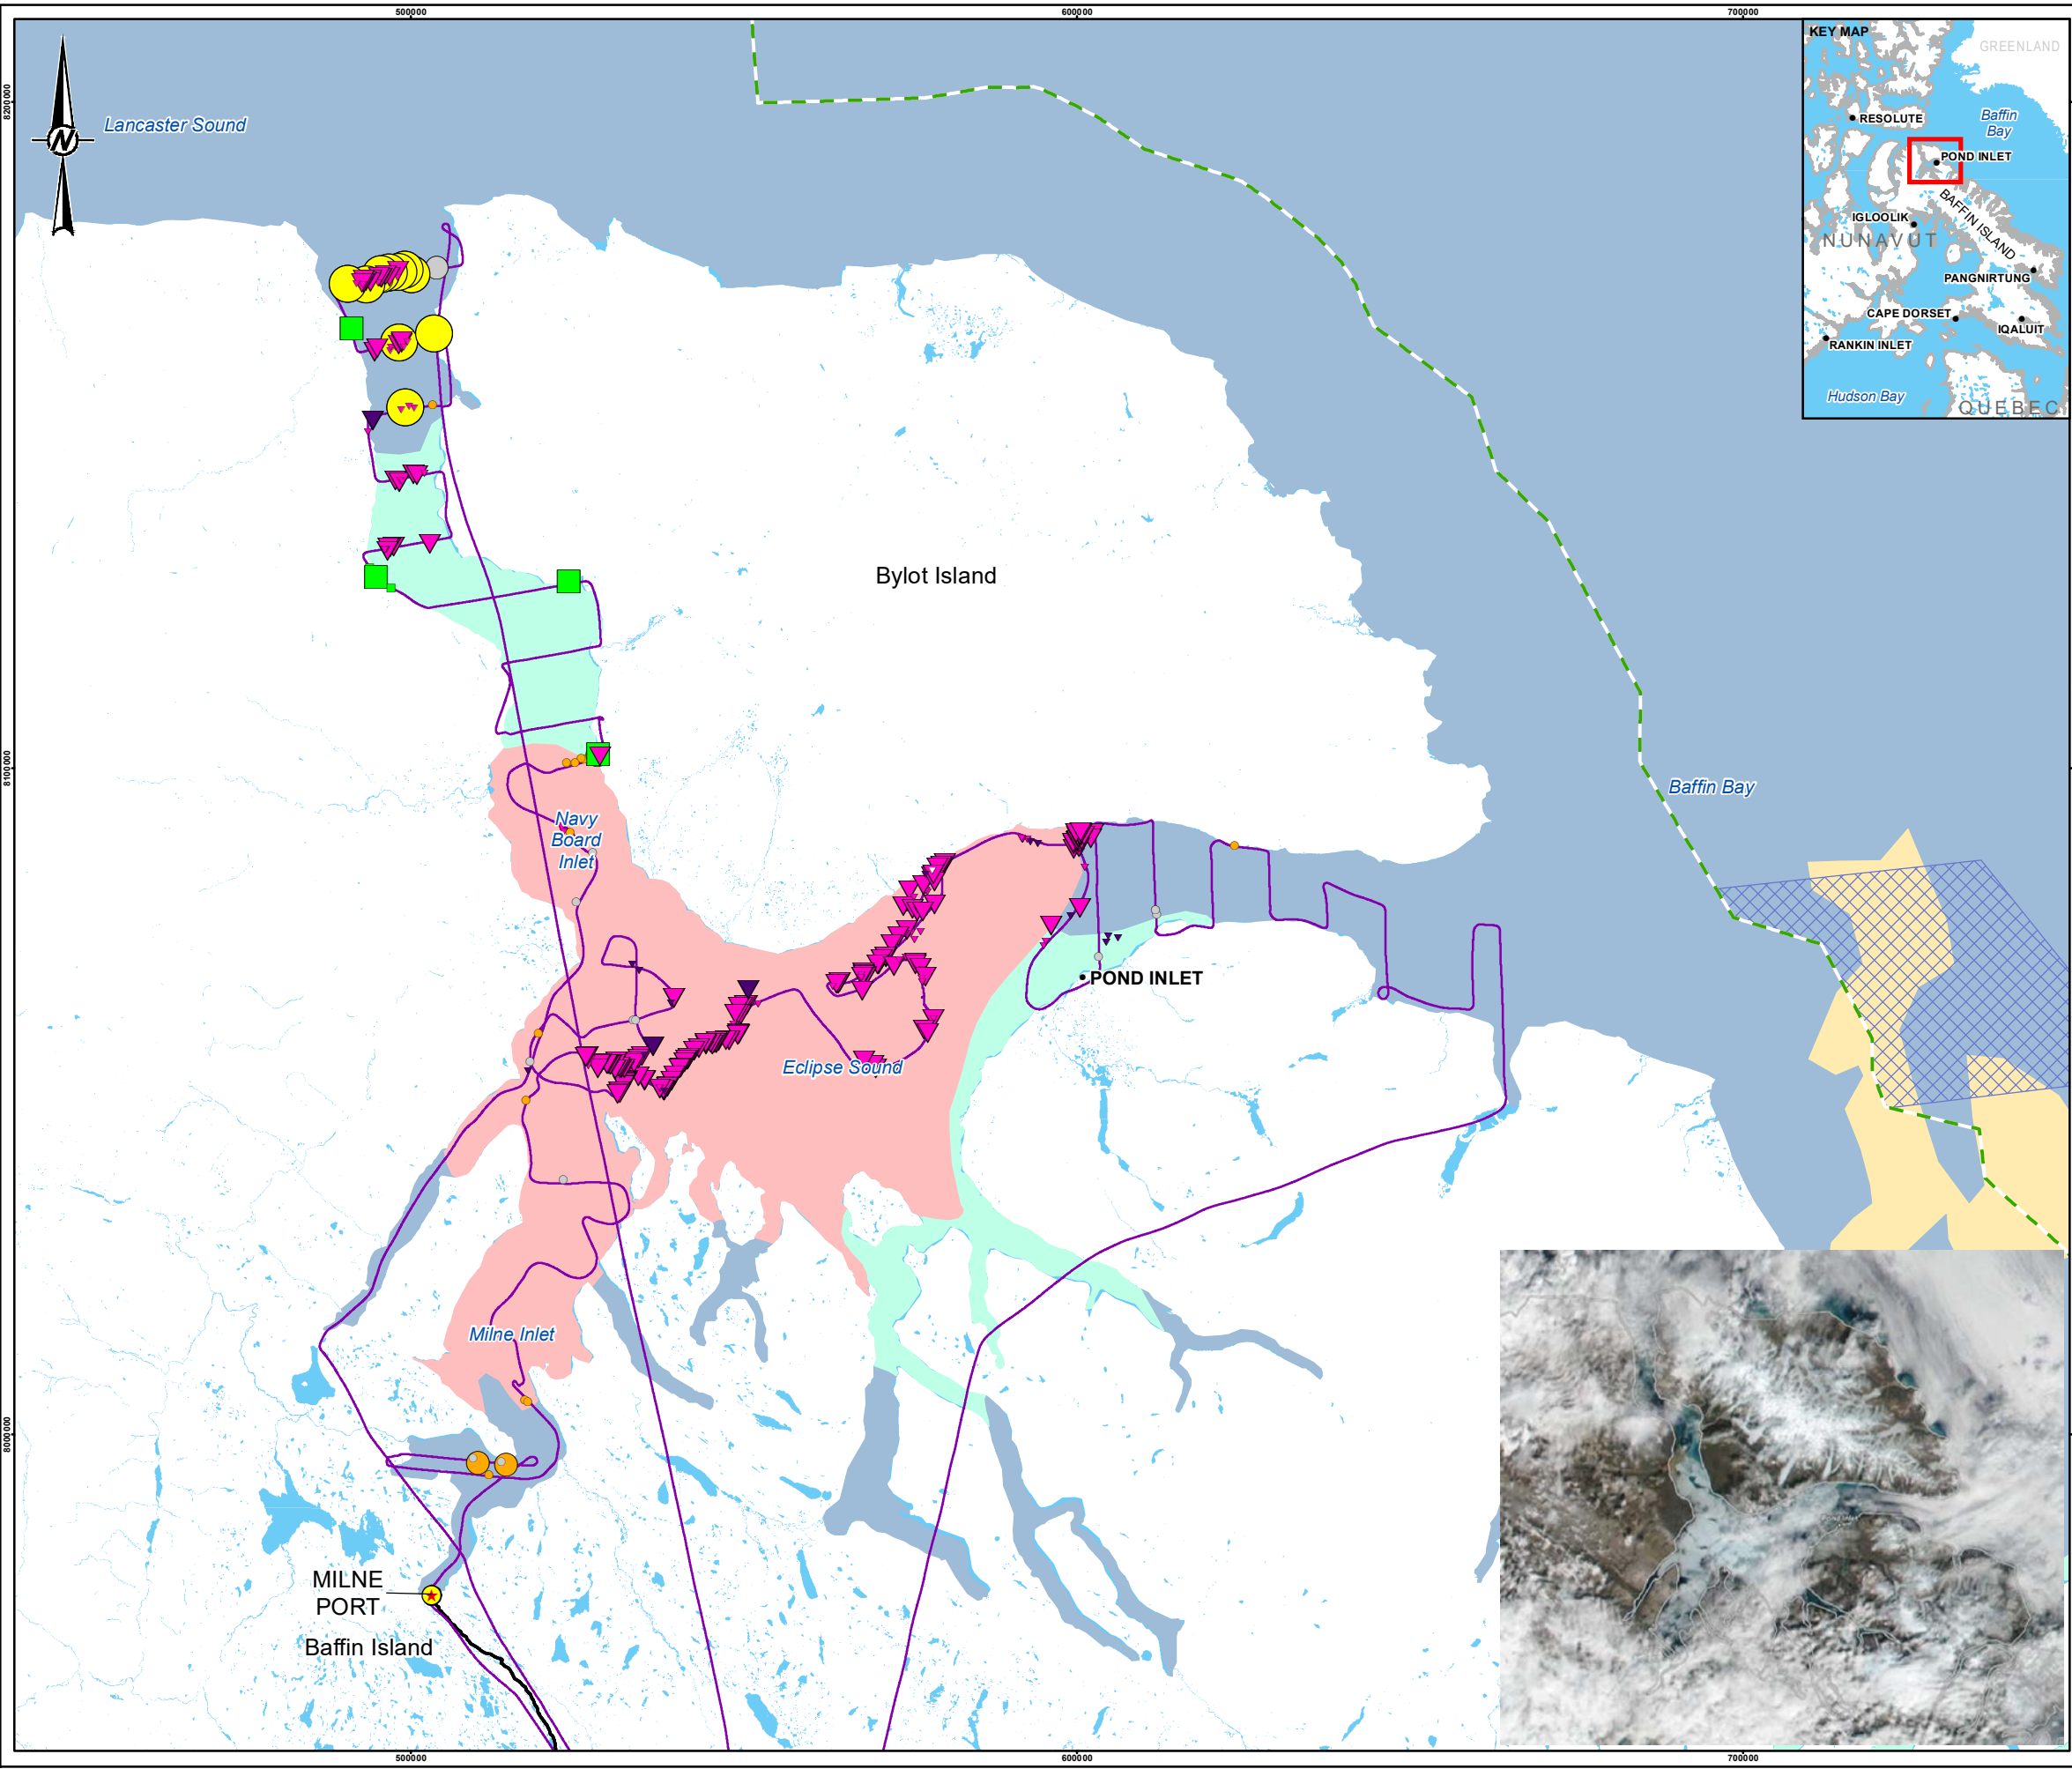 500000
600000
700000
8200000
8100000
8000000
N
Lancaster Sound
KEY MAP
GREENLAND
Baffin
Bay
RESOLUTE
POND INLET
BAFFIN ISLAND
IGLOOLIK
NUNAVUT
PANGNIRTUNG
CAPE DORSET
IQALUIT
RANKIN INLET
Hudson Bay
QUEBEC
Bylot Island
Baffin Bay
Navy
Board
Inlet
POND INLET
Eclipse Sound
Milne Inlet
MILNE
PORT
Baffin Island
Pond Inlet
500000
600000
700000